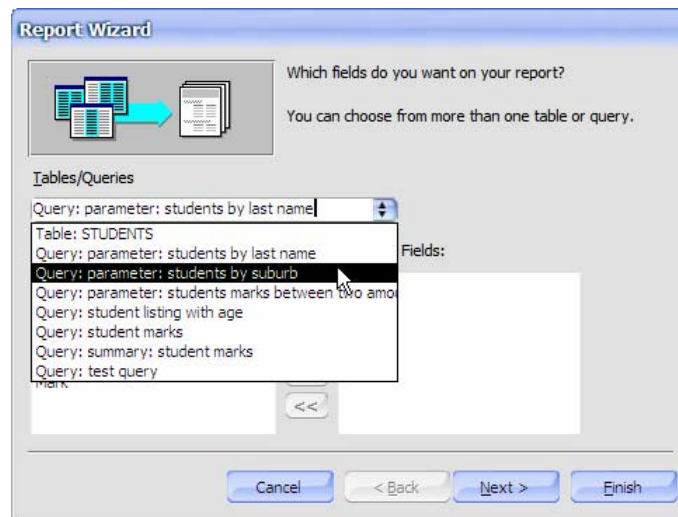 Report Wizard
Which fields do you want on your report?
You can choose from more than one table or query.
Tables/Queries
Query: parameter: students by last name
Table: STUDENTS
Query: parameter: students by last name
Fields:
Query: parameter: students by suburb
Query: parameter: students marks between two amou
Query: student listing with age
Query: student marks
Query: summary: student marks
Query: test query
Mark
<<
Cancel
< Back
Next >
Finish